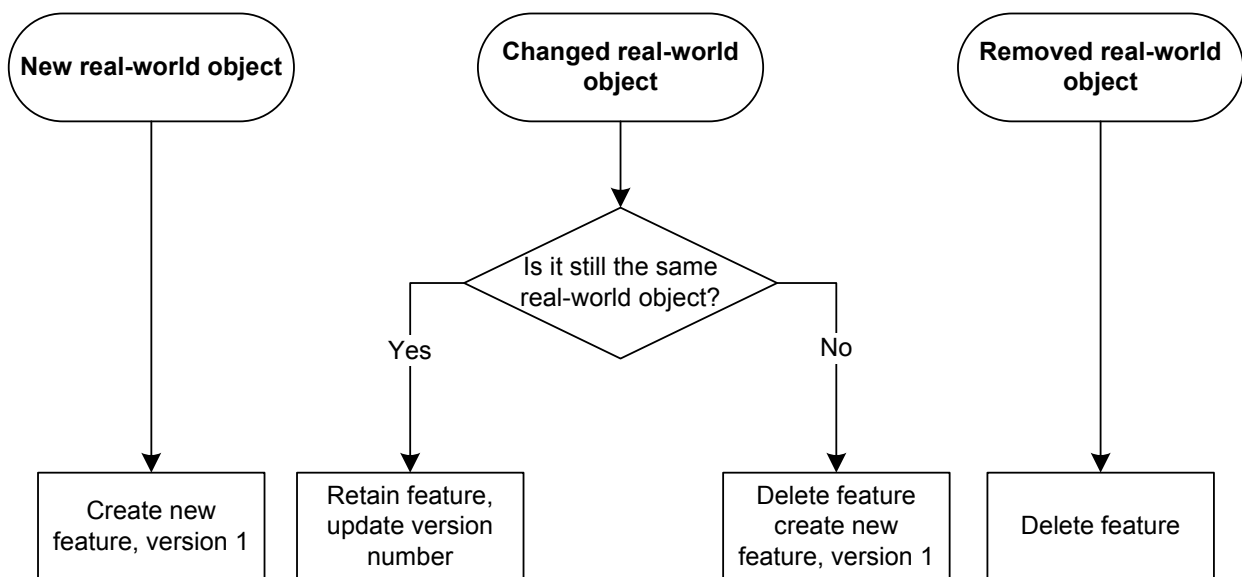 New real-world object
Changed real-world
object
Removed real-world
object
Is it still the same
real-world object?
Yes
No
Create new
feature, version 1
Retain feature,
update version
number
Delete feature
create new
feature, version 1
Delete feature